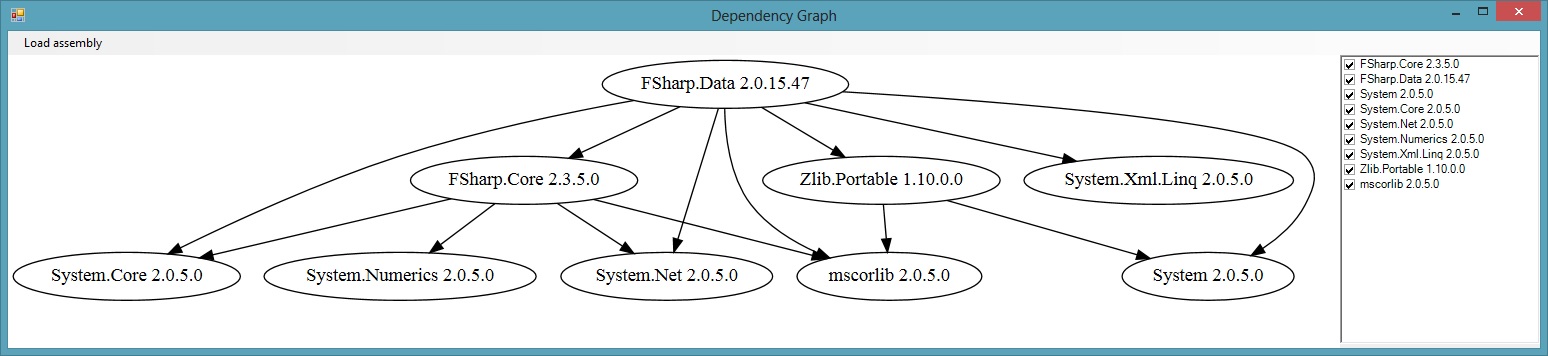 Dependency Graph
Load assembly
FSharp.Data 2.0.15.47
FSharp.Core 2.3.5.0
Zlib.Portable 1.10.0.0
System.Xml.Linq 2.0.5.0
System.Core 2.0.5.0
System.Numerics 2.0.5.0
System.Net 2.0.5.0
mscorlib 2.0.5.0
System 2.0.5.0
FSharp.Core 2.3.5.0
FSharp.Data 2.0.15.47
System 2.0.5.0
System.Core 2.0.5.0
System.Net 2.0.5.0
System.Numerics 2.0.5.0
System.Xml.Linq 2.0.5.0
Zlib.Portable 1.10.0.0
mscorlib 2.0.5.0